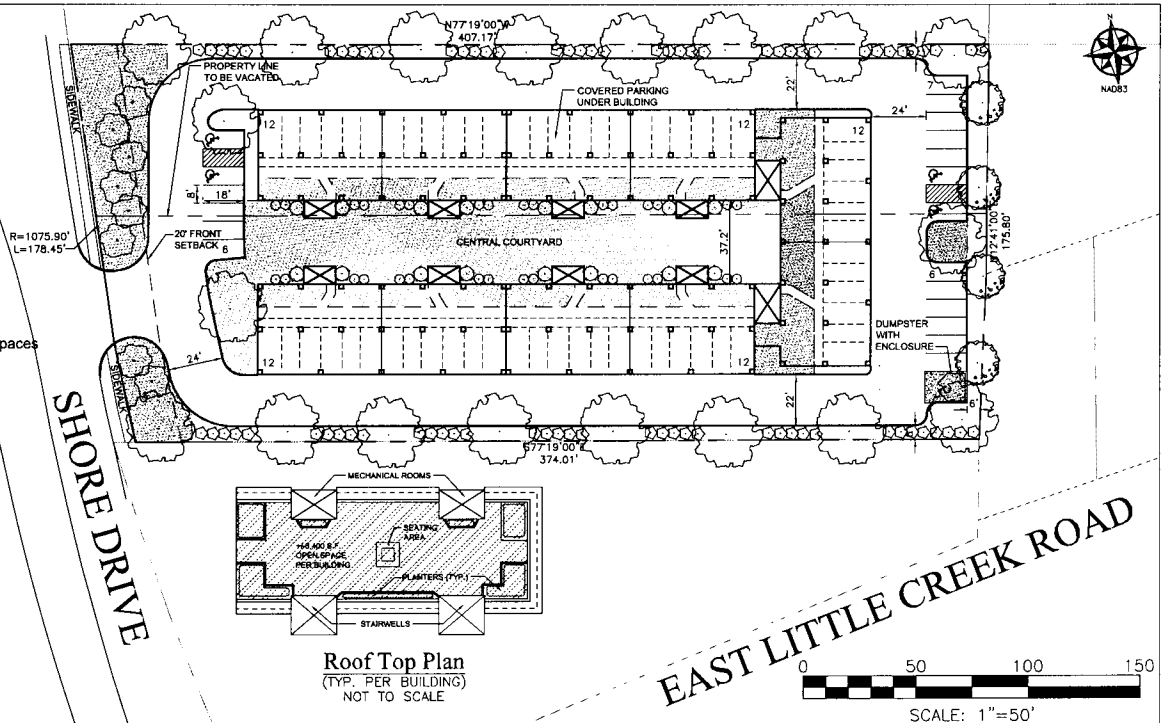 N77°19'00"W
407.17'
N
NAD83
PROPERTY LINE
TO BE VACATED
SIDEWALK
COVERED PARKING
UNDER BUILDING
22'
24'
7
12
12
12
8'
18'
R=1075.90'
L=178.45'
20' FRONT
SETBACK
6
CENTRAL COURTYARD
37.2'
175.80'
6
DUMPSTER
WITH
ENCLOSURE
paces
24'
12
12
22'
6'
SIDEWALK
S77°19'00"E
374.01'
SHORE DRIVE
MECHANICAL ROOMS
SEATING
AREA
OPEN SPACE
PER BUILDING
PLANTERS (TYP.)
STAIRWELLS
Roof Top Plan
(TYP. PER BUILDING)
NOT TO SCALE
EAST LITTLE CREEK ROAD
0 50 100 150
SCALE: 1"=50'